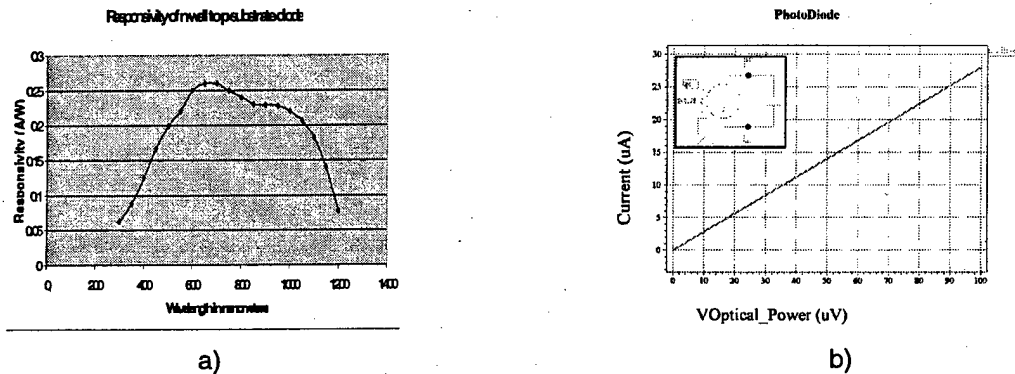 Responsivity of nwell to p substrate diode
Responsivity (A/W)
0.3
0.25
0.2
0.15
0.1
0.05
0
0 200 400 600 800 1000 1200 1400
Wavelength in nanometers
a)
PhotoDiode
Current (uA)
30
25
20
15
10
5
0
0 10 20 30 40 50 60 70 80 90 100
VOptical_Power (uV)
b)